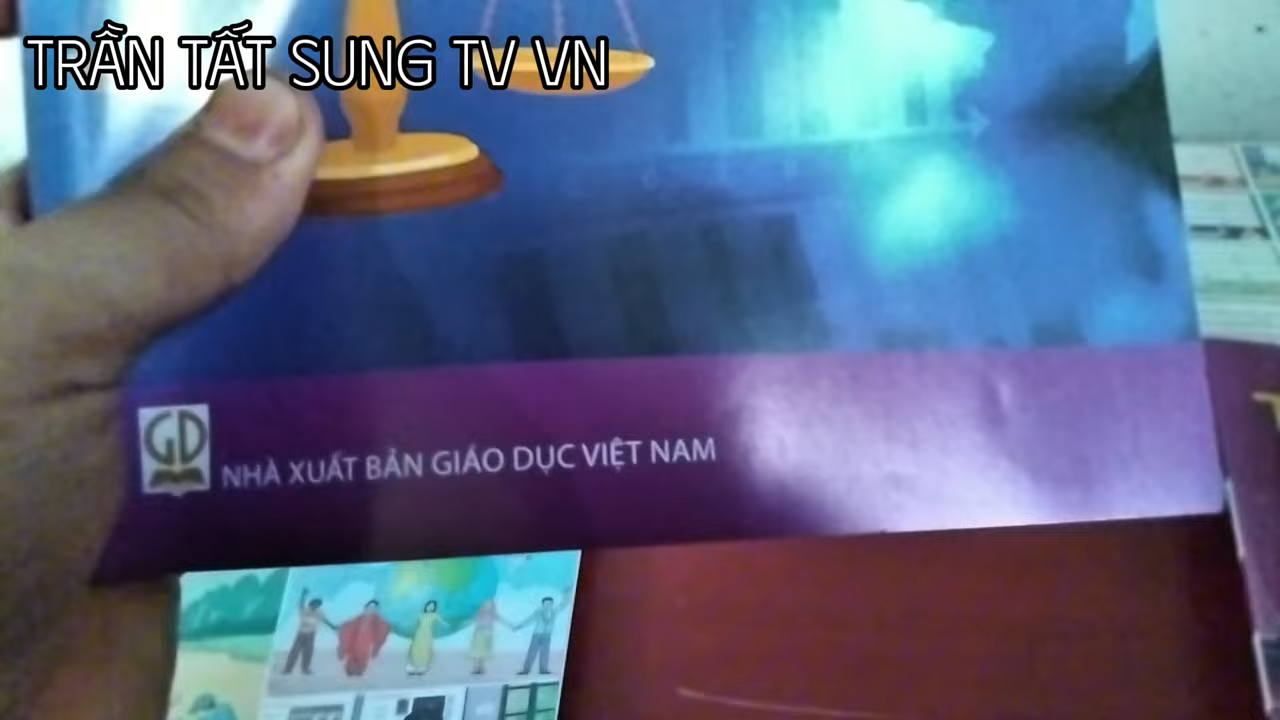 TRẦN TẤT SUNG TV VN
GD
NHÀ XUẤT BẢN GIÁO DỤC VIỆT NAM